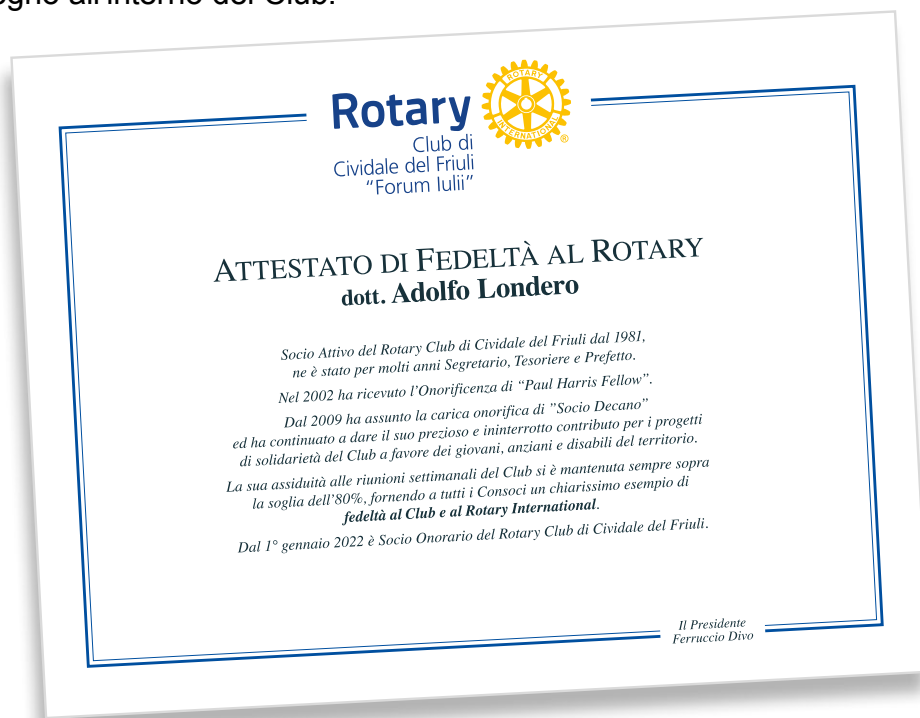 all'interno del Club.
ROTARY
INTERNATIONAL
Rotary
Club di
Cividale del Friuli
"Forum Iulii"
ATTESTATO DI FEDELTÀ AL ROTARY
dott. Adolfo Londero
Socio Attivo del Rotary Club di Cividale del Friuli dal 1981,
ne è stato per molti anni Segretario, Tesoriere e Prefetto.
Nel 2002 ha ricevuto l'Onorificenza di “Paul Harris Fellow”.
Dal 2009 ha assunto la carica onorifica di ”Socio Decano”
ed ha continuato a dare il suo prezioso e ininterrotto contributo per i progetti
di solidarietà del Club a favore dei giovani, anziani e disabili del territorio.
La sua assiduità alle riunioni settimanali del Club si è mantenuta sempre sopra
la soglia dell'80%, fornendo a tutti i Consoci un chiarissimo esempio di
fedeltà al Club e al Rotary International.
Dal 1° gennaio 2022 è Socio Onorario del Rotary Club di Cividale del Friuli.
Il Presidente
Ferruccio Divo